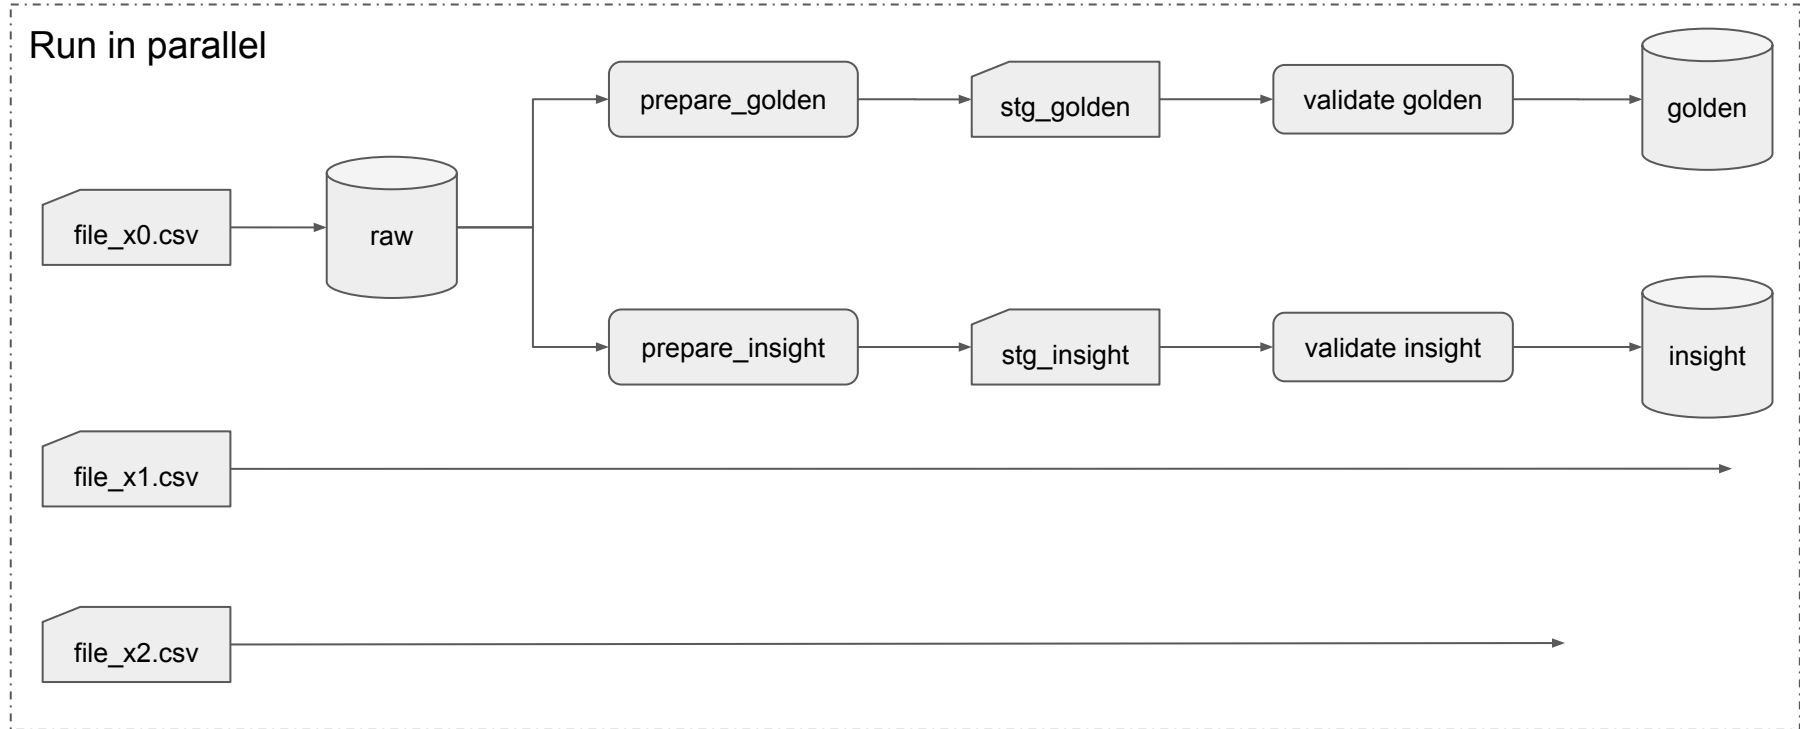 Run in parallel
prepare_golden
stg_golden
validate golden
golden
file_x0.csv
raw
prepare_insight
stg_insight
validate insight
insight
file_x1.csv
file_x2.csv